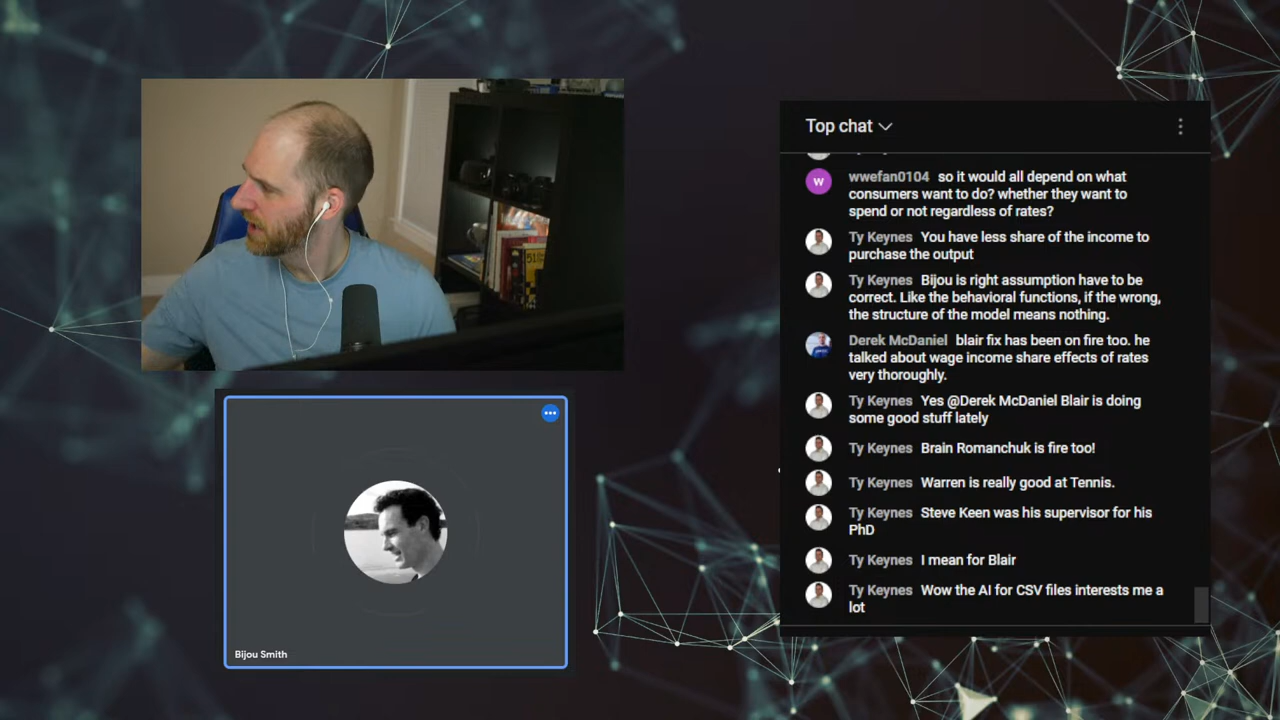 Top chat
W
wwefan0104 so it would all depend on what
consumers want to do? whether they want to
spend or not regardless of rates?
Ty Keynes You have less share of the income to
purchase the output
Ty Keynes Bijou is right assumption have to be
correct. Like the behavioral functions, if the wrong,
the structure of the model means nothing.
Derek McDaniel blair fix has been on fire too. he
talked about wage income share effects of rates
very thoroughly.
Ty Keynes Yes @Derek McDaniel Blair is doing
some good stuff lately
Ty Keynes Brain Romanchuk is fire too!
Ty Keynes Warren is really good at Tennis.
Ty Keynes Steve Keen was his supervisor for his
PhD
Ty Keynes I mean for Blair
Ty Keynes Wow the AI for CSV files interests me a
lot
Bijou Smith